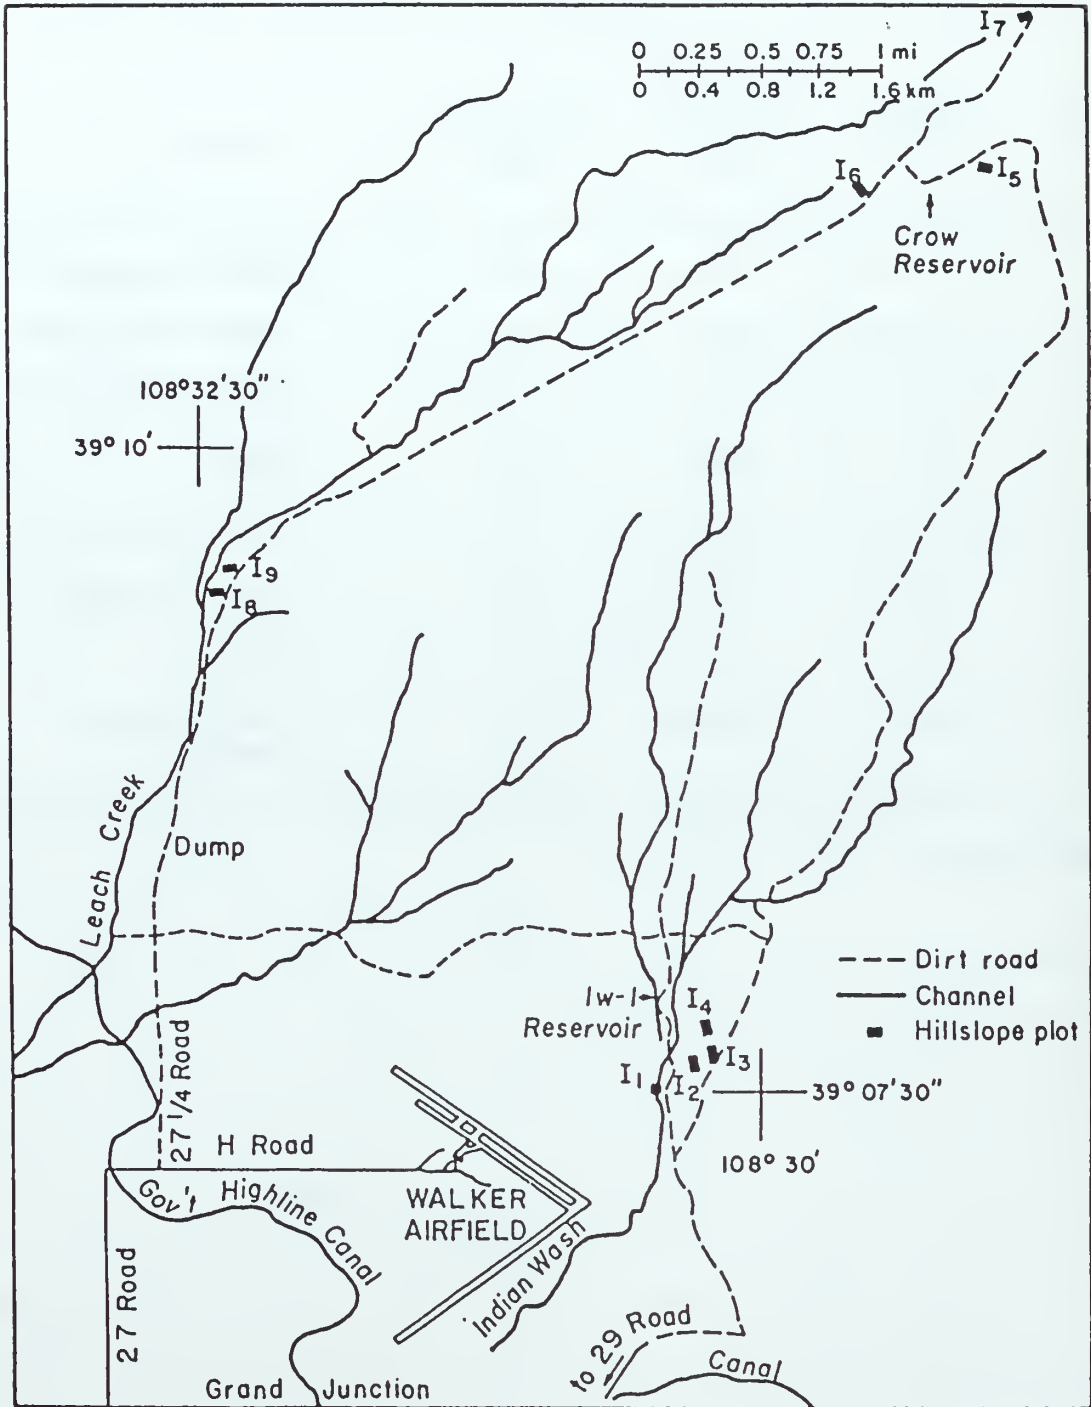 I7
0 0.25 0.5 0.75 1 mi
0 0.4 0.8 1.2 1.6 km
I6
I5
Crow
Reservoir
108°32'30"
39°10'
I9
I8
Leach Creek
Dump
Dirt road
Channel
Hillslope plot
Iw-1
Reservoir
I4
I3
I1
I2
39°07'30"
108°30'
27 1/4 Road
H Road
Gov't Highline Canal
WALKER
AIRFIELD
Indian Wash
27 Road
to 29 Road
Canal
Grand Junction